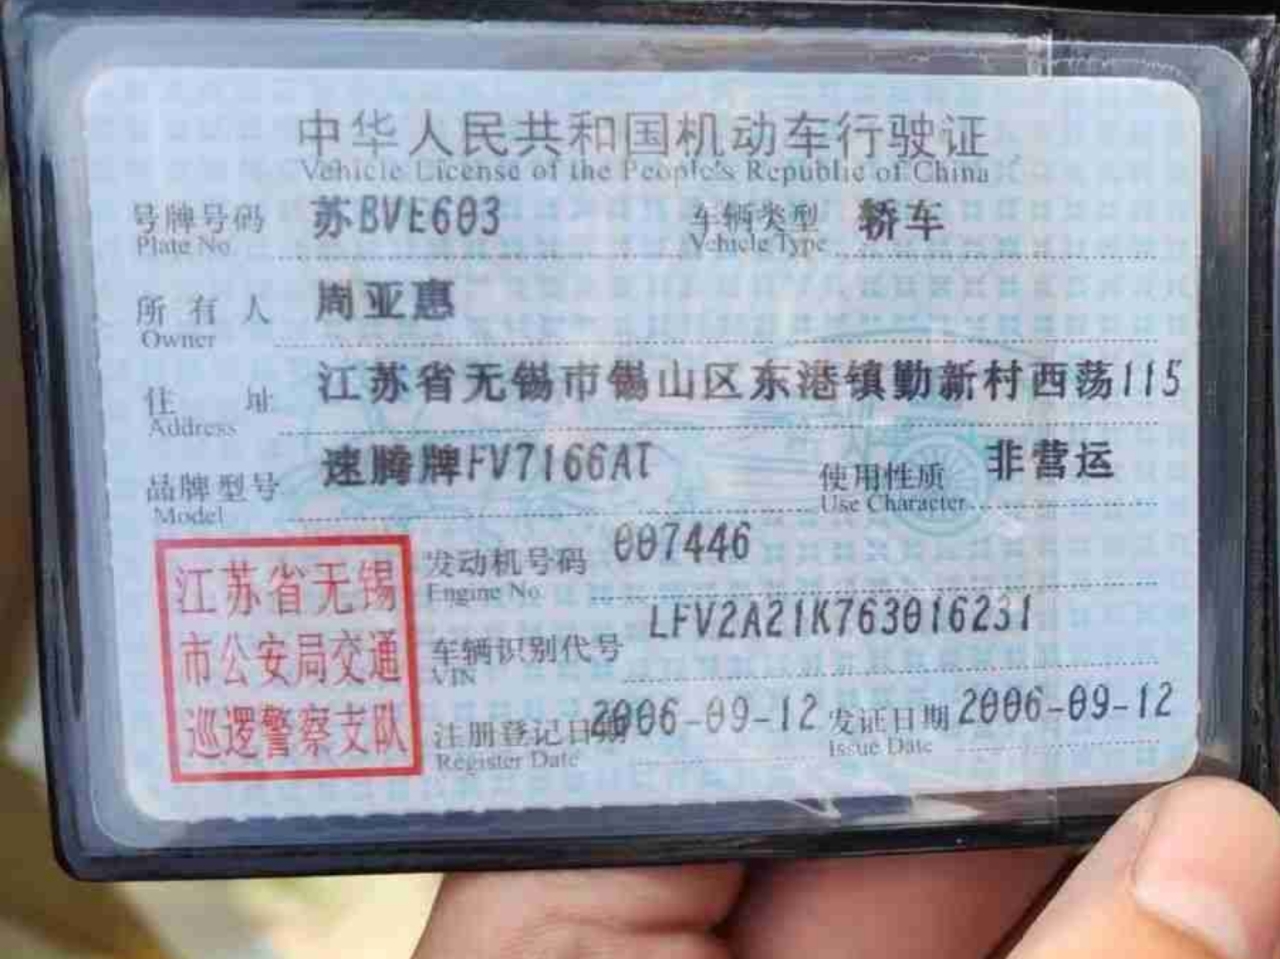 中华人民共和国机动车行驶证
Vehicle License of the People's Republic of China
号牌号码 苏BVE603 车辆类型 轿车
Plate No. Vehicle Type
所有人 周亚惠
Owner
住址 江苏省无锡市锡山区东港镇勤新村西荡115
Address
品牌型号 速腾牌FV7166AT 使用性质 非营运
Model Use Character
发动机号码 007446
Engine No.
车辆识别代号 LFV2A21K763016231
VIN
注册登记日期 2006-09-12 发证日期 2006-09-12
Register Date Issue Date
江苏省无锡
市公安局交通
巡逻警察支队